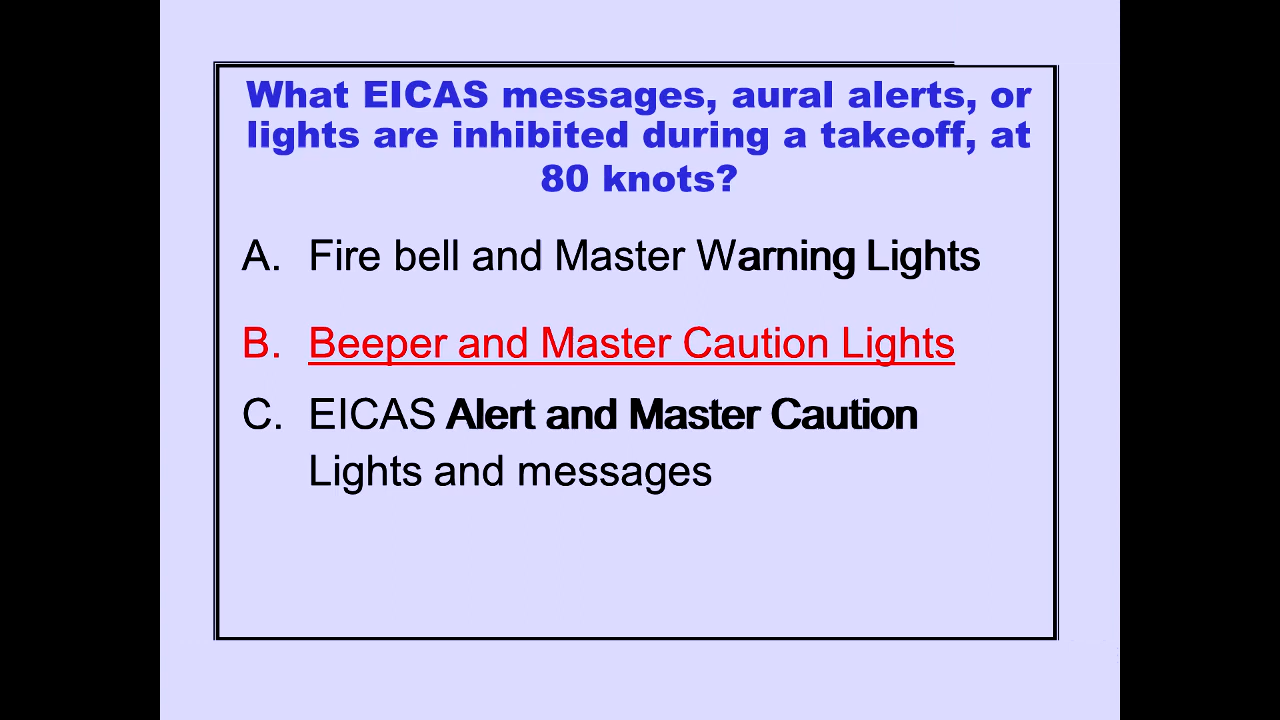 What EICAS messages, aural alerts, or
lights are inhibited during a takeoff, at
80 knots?
A. Fire bell and Master Warning Lights
B. Beeper and Master Caution Lights
C. EICAS Alert and Master Caution
Lights and messages